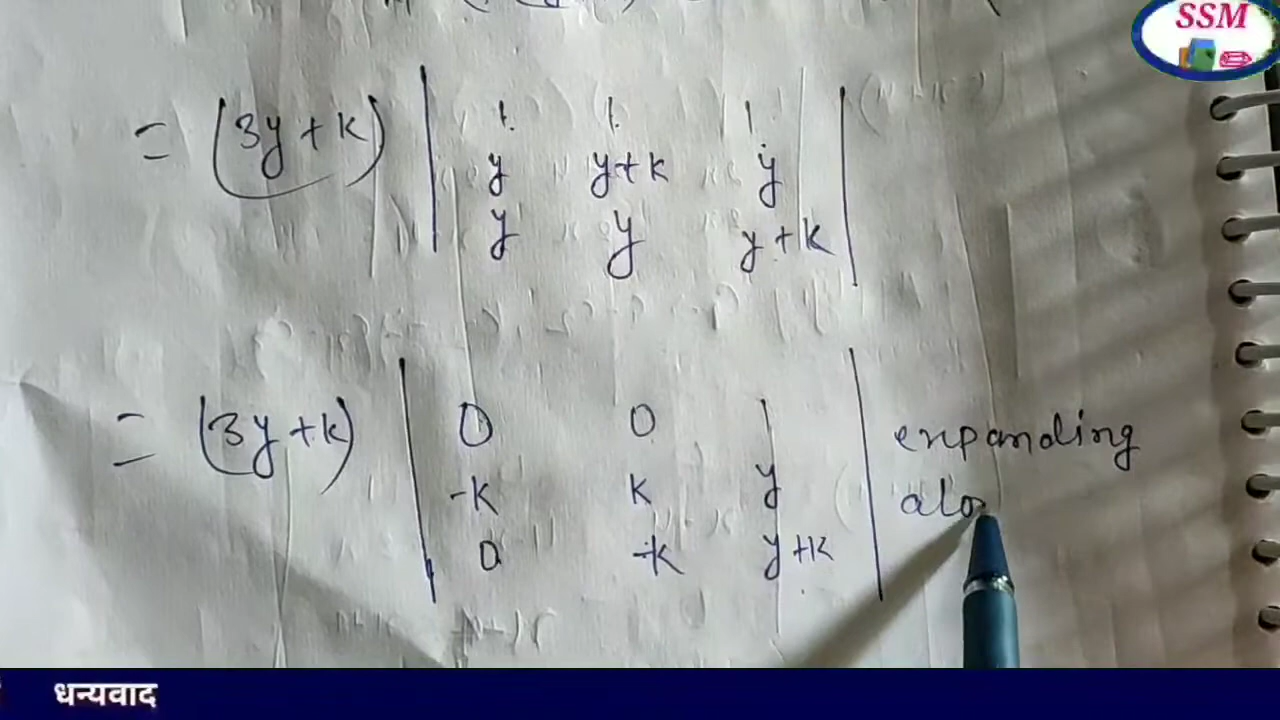 SSM
= (3y+k) | 1 1 1 |
| y y+k y |
| y y y+k |
= (3y+k) | 0 0 1 | expanding
| -k k y | alo
| 0 -k y+k |
धन्यवाद